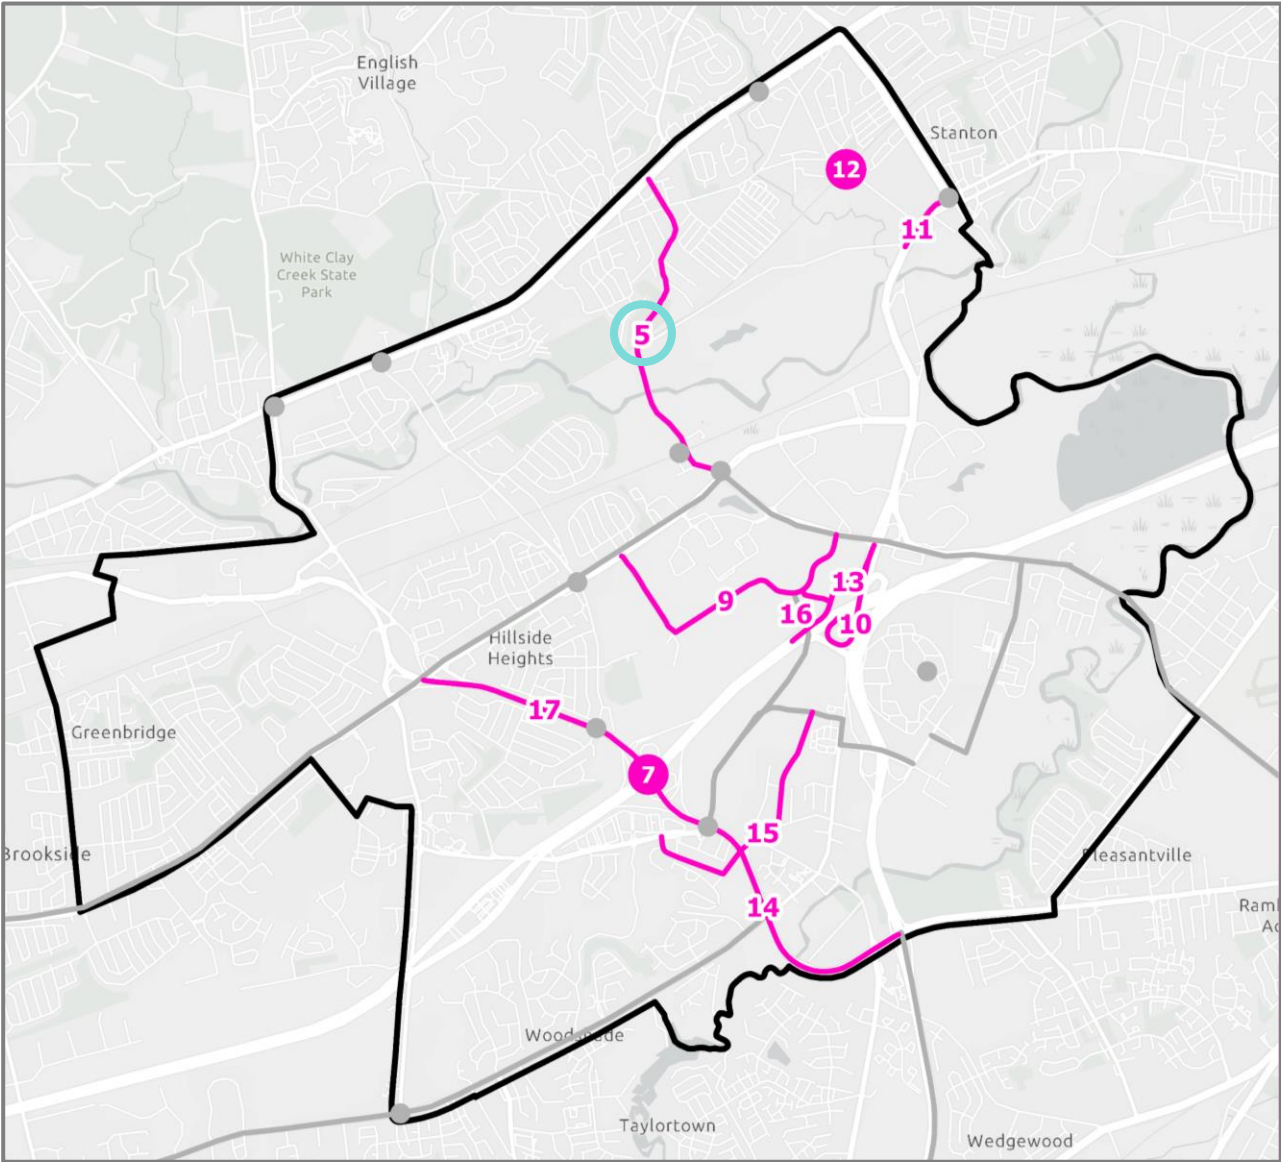 English
Village
Stanton
12
11
White Clay
Creek State
Park
5
13
9
16
10
Hillside
Heights
17
Greenbridge
7
15
Brookside
Pleasantville
14
Taylortown
Wedgewood